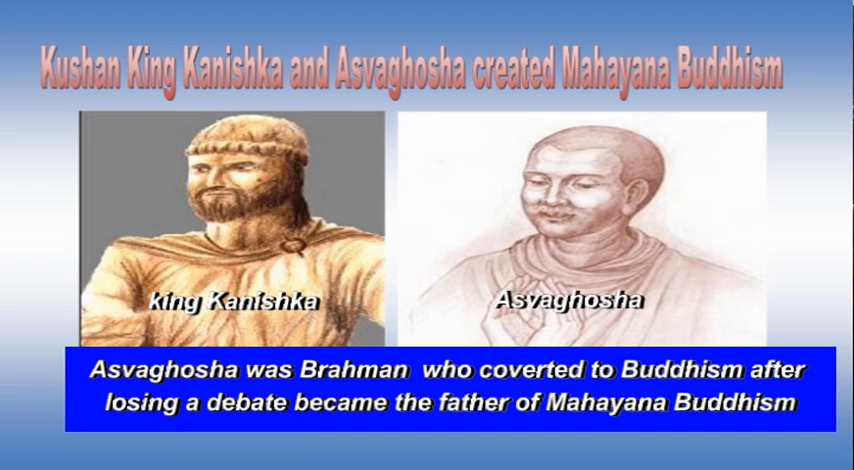 Kushan King Kanishka and Asvaghosha created Mahayana Buddhism
king Kanishka
Asvaghosha
Asvaghosha was Brahman who coverted to Buddhism after
losing a debate became the father of Mahayana Buddhism